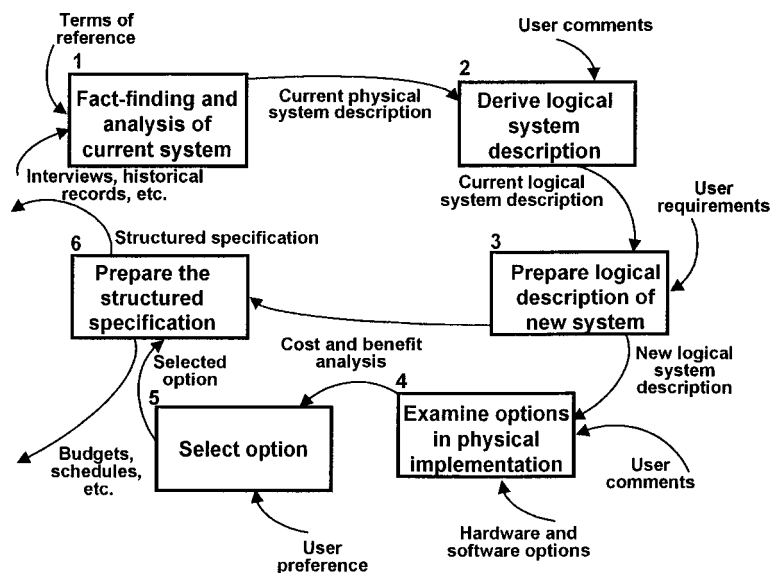 Terms of
reference
1
Fact-finding and
analysis of
current system
Interviews, historical
records, etc.
Current physical
system description
User comments
2
Derive logical
system
description
Current logical
system description
User
requirements
3
Prepare logical
description of
new system
New logical
system
description
4
Examine options
in physical
implementation
User
comments
Hardware and
software options
Cost and benefit
analysis
5
Select option
User
preference
Selected
option
6
Prepare the
structured
specification
Structured specification
Budgets,
schedules,
etc.